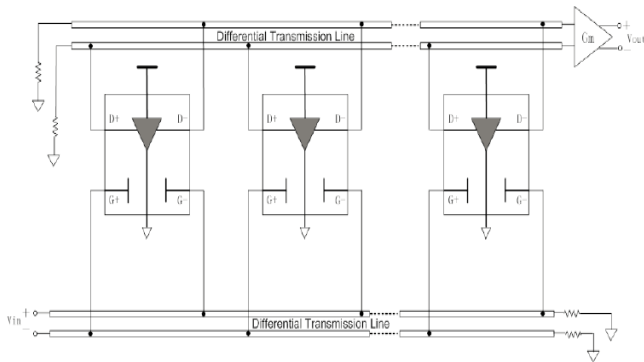 Differential Transmission Line
Gm
+
Vout
−
D+ D−
D+ D−
D+ D−
G+ G−
G+ G−
G+ G−
Vin +
−
Differential Transmission Line